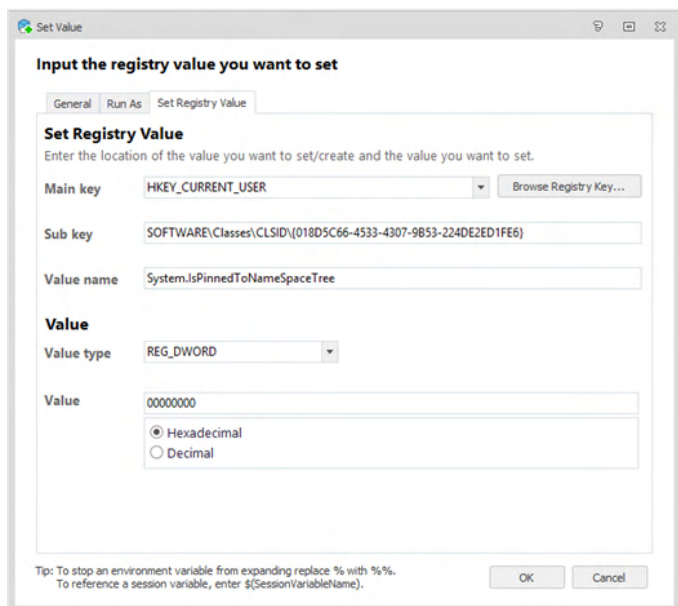 Set Value
Input the registry value you want to set
General Run As Set Registry Value
Set Registry Value
Enter the location of the value you want to set/create and the value you want to set.
Main key HKEY_CURRENT_USER Browse Registry Key...
Sub key SOFTWARE\Classes\CLSID\{018D5C66-4533-4307-9B53-224DE2ED1FE6}
Value name System.IsPinnedToNameSpaceTree
Value
Value type REG_DWORD
Value 00000000
Hexadecimal
Decimal
Tip: To stop an environment variable from expanding replace % with %%.
To reference a session variable, enter $(SessionVariableName).
OK Cancel